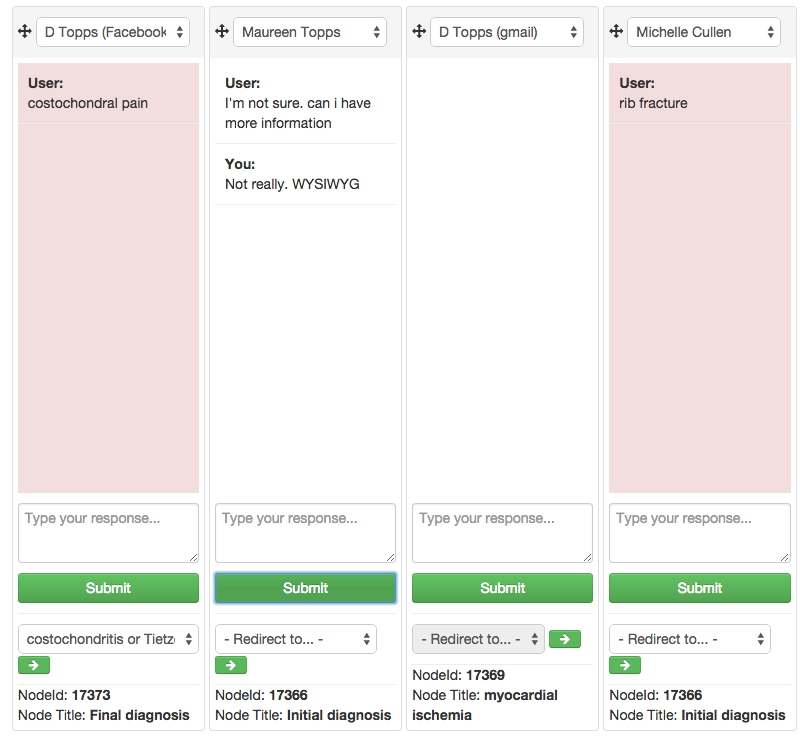 D Topps (Facebook
User:
costochondral pain
Type your response...
Submit
costochondritis or Tietz
NodeId: 17373
Node Title: Final diagnosis
Maureen Topps
User:
I'm not sure. can i have
more information
You:
Not really. WYSIWYG
Type your response...
Submit
- Redirect to... -
NodeId: 17366
Node Title: Initial diagnosis
D Topps (gmail)
Type your response...
Submit
- Redirect to... -
NodeId: 17369
Node Title: myocardial
ischemia
Michelle Cullen
User:
rib fracture
Type your response...
Submit
- Redirect to... -
NodeId: 17366
Node Title: Initial diagnosis